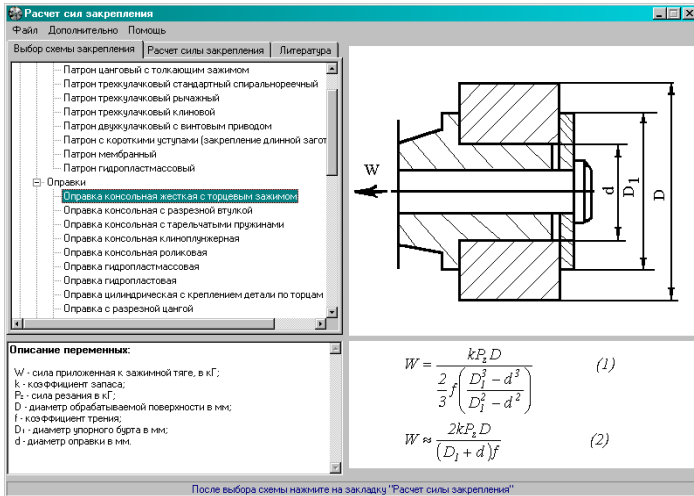 Расчет сил закрепления
Файл Дополнительно Помощь
Выбор схемы закрепления Расчет силы закрепления Литература
Патрон цанговый с толкающим зажимом
Патрон трехкулачковый стандартный спиральнореечный
Патрон трехкулачковый рычажный
Патрон трехкулачковый клиновой
Патрон двухкулачковый с винтовым приводом
Патрон с короткими уступами (закрепление длинной загот
Патрон мембранный
Патрон гидропластмассовый
Оправки
Оправка консольная жесткая с торцевым зажимом
Оправка консольная с разрезной втулкой
Оправка консольная с тарельчатыми пружинами
Оправка консольная клиноплунжерная
Оправка консольная роликовая
Оправка гидропластмассовая
Оправка гидропластовая
Оправка цилиндрическая с креплением детали по торцам
Оправка с разрезной цангой
W
d
D₁
D
Описание переменных:
W - сила приложенная к зажимной тяге, в кГ;
k - коэффициент запаса;
Pz - сила резания в кГ;
D - диаметр обрабатываемой поверхности в мм;
f - коэффициент трения;
D₁ - диаметр упорного бурта в мм;
d - диаметр оправки в мм.
W = kP_z D / (2/3 f ((D₁³ - d³) / (D₁² - d²))) (1)
W ≈ 2kP_z D / ((D₁ + d)f) (2)
После выбора схемы нажмите на закладку "Расчет силы закрепления"